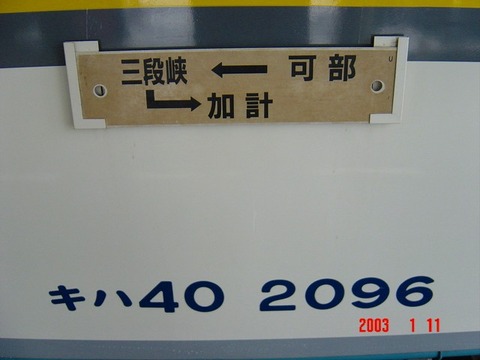 三段峡 ← 可部
↳ 加計
キハ40 2096
2003 1 11